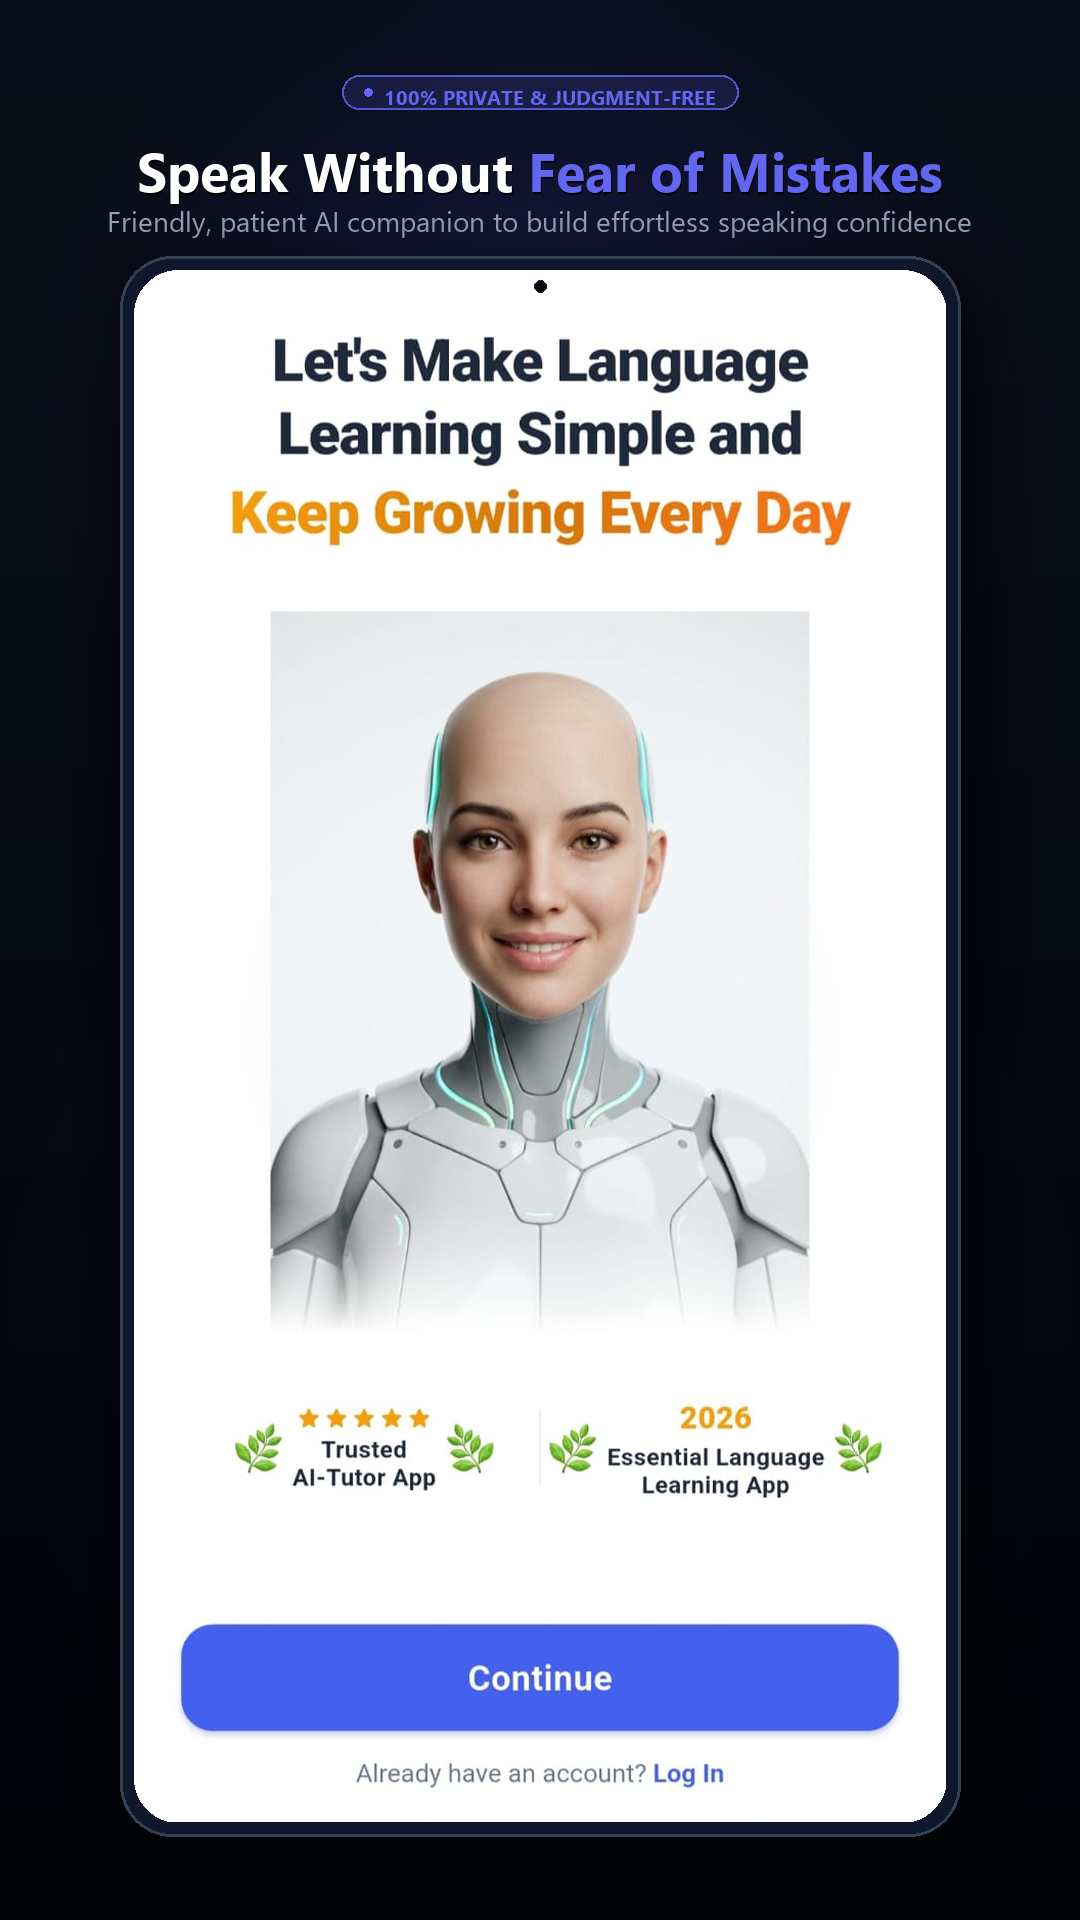 100% PRIVATE & JUDGMENT-FREE
Speak Without Fear of Mistakes
Friendly, patient AI companion to build effortless speaking confidence
Let's Make Language
Learning Simple and
Keep Growing Every Day
Trusted
AI-Tutor App
2026
Essential Language
Learning App
Continue
Already have an account? Log In